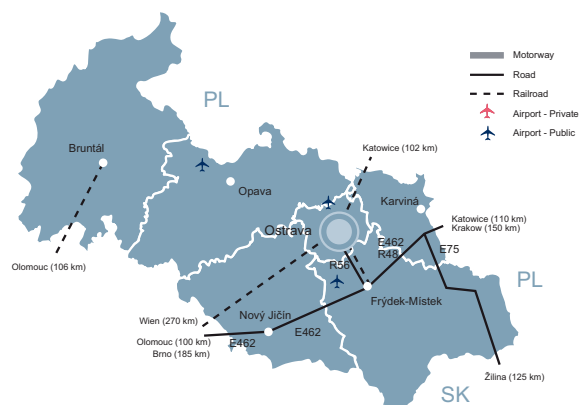 Motorway
Road
Railroad
Airport - Private
Airport - Public
PL
Bruntál
Katowice (102 km)
Opava
Karviná
Ostrava
Katowice (110 km)
Krakow (150 km)
E462
R48
E75
R56
Olomouc (106 km)
PL
Frýdek-Místek
Wien (270 km)
Nový Jičín
E462
Olomouc (100 km)
E462
Brno (185 km)
Žilina (125 km)
SK